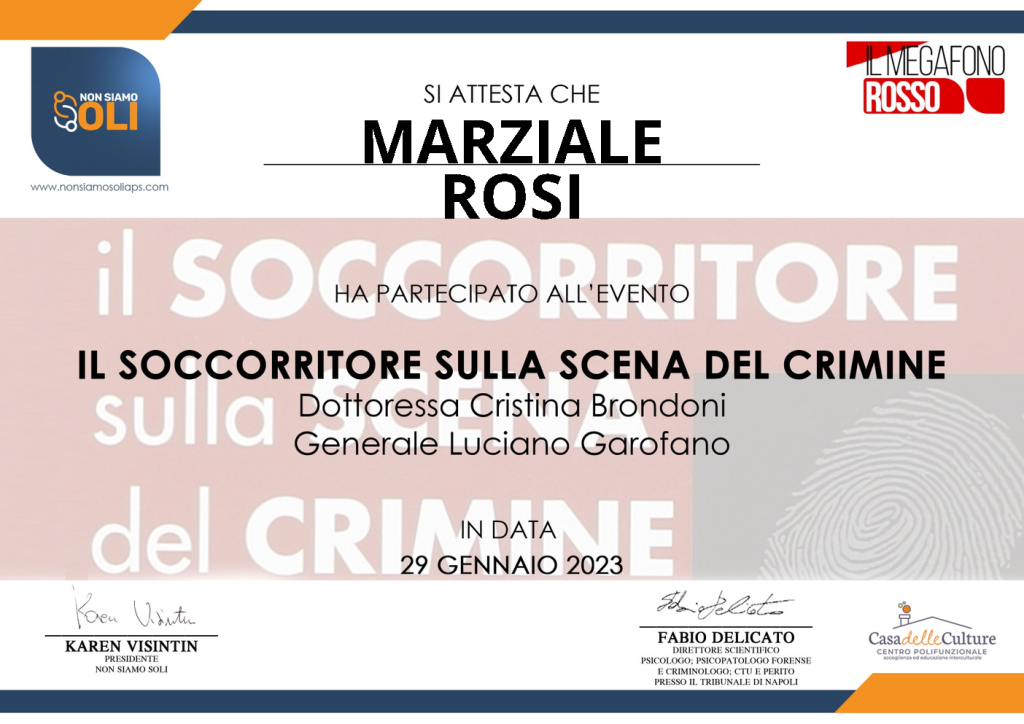 NON SIAMO
SOLI
www.nonsiamosoliaps.com
IL MEGAFONO
ROSSO
SI ATTESTA CHE
MARZIALE
ROSI
il SOCCORRITORE
HA PARTECIPATO ALL'EVENTO
IL SOCCORRITORE SULLA SCENA DEL CRIMINE
sulla SCENA
Dottoressa Cristina Brondoni
Generale Luciano Garofano
del CRIMINE
IN DATA
29 GENNAIO 2023
Karen Visintin
KAREN VISINTIN
PRESIDENTE
NON SIAMO SOLI
Fabio Delicato
FABIO DELICATO
DIRETTORE SCIENTIFICO
PSICOLOGO; PSICOPATOLOGO FORENSE
E CRIMINOLOGO; CTU E PERITO
PRESSO IL TRIBUNALE DI NAPOLI
CasadelleCulture
CENTRO POLIFUNZIONALE
accoglienza ed educazione interculturale